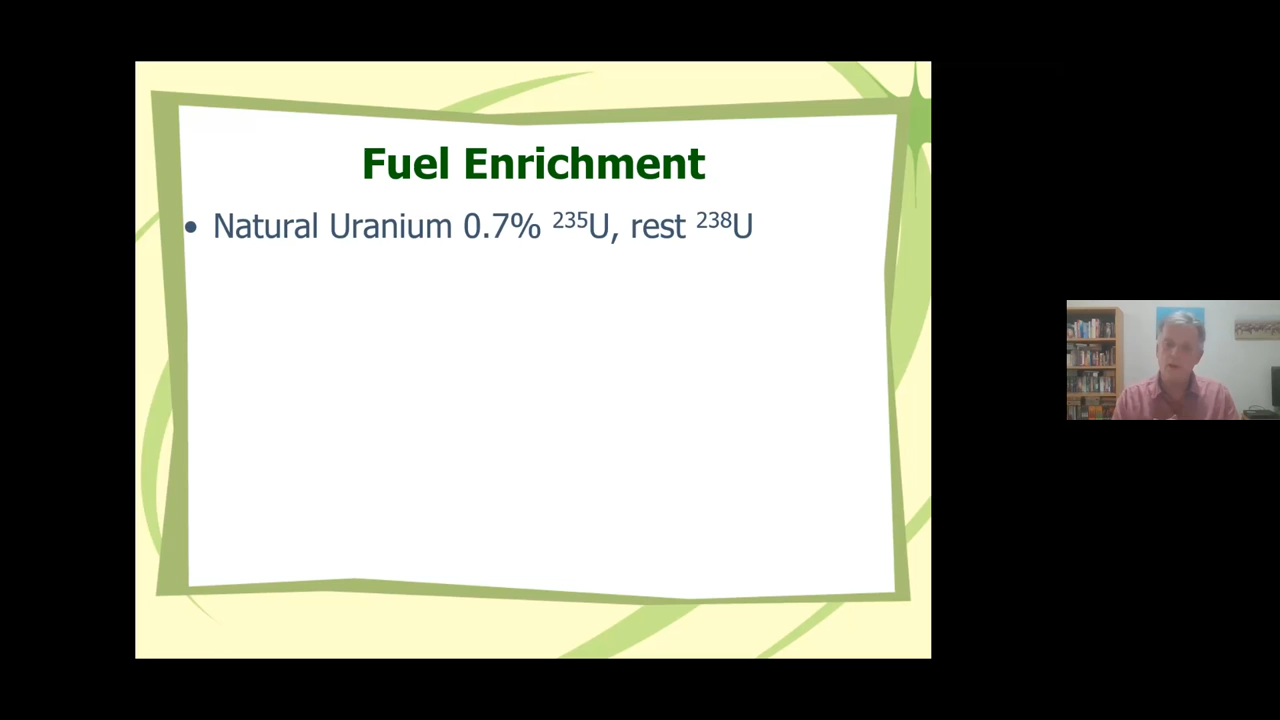 Fuel Enrichment
• Natural Uranium 0.7% ²³⁵U, rest ²³⁸U